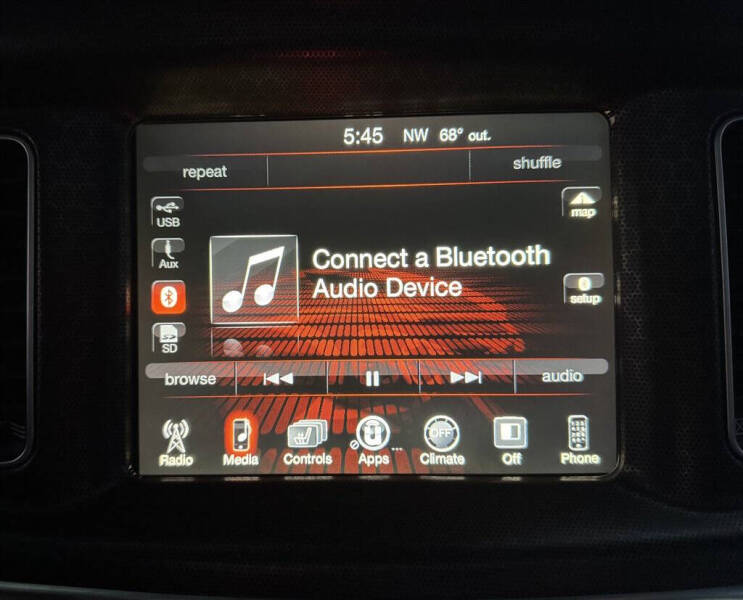 5:45 NW 68° out.
repeat shuffle
USB
map
Aux
Connect a Bluetooth
Audio Device
setup
SD
browse audio
OFF
Radio Media Controls Apps Climate Off Phone